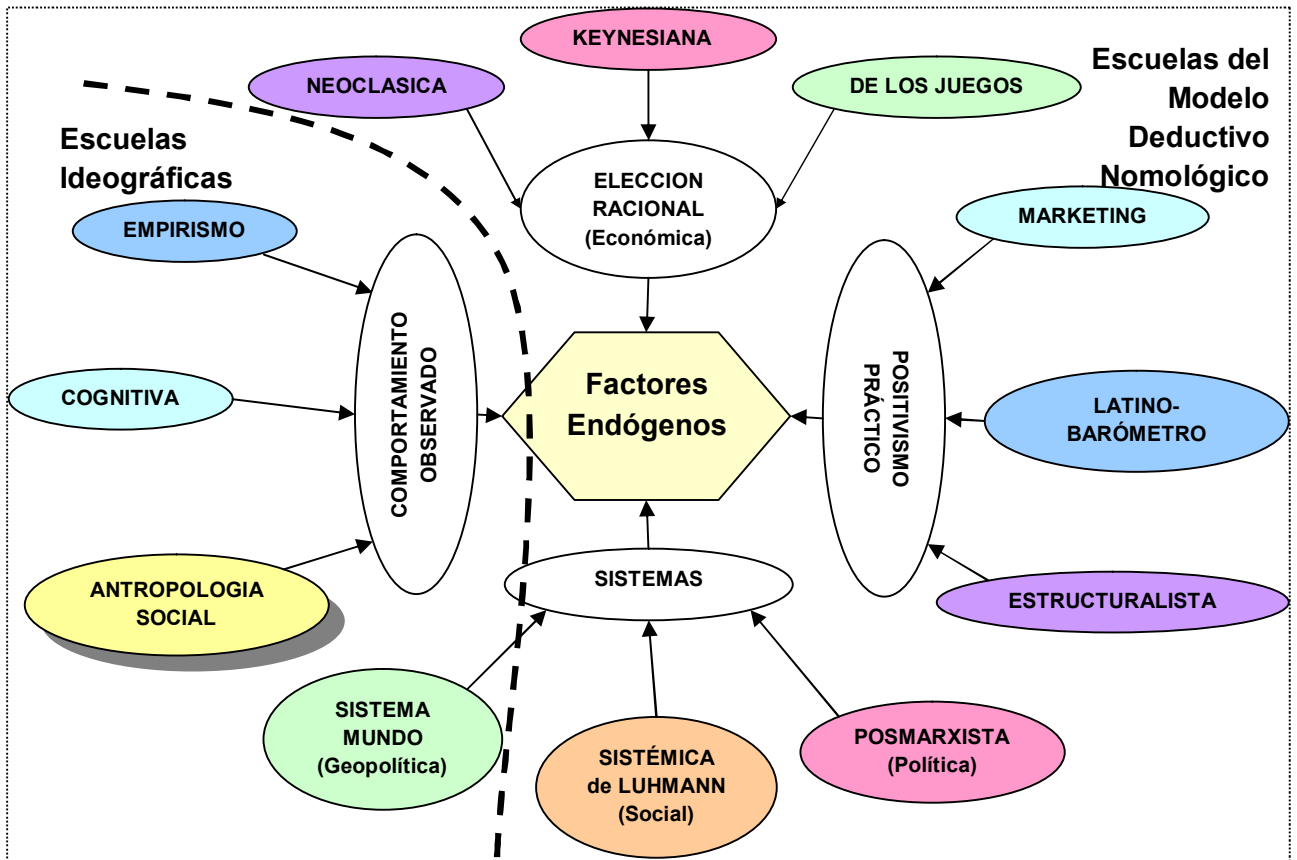 KEYNESIANA
NEOCLASICA
DE LOS JUEGOS
Escuelas del
Modelo
Deductivo
Nomológico
Escuelas
Ideográficas
ELECCION
RACIONAL
(Económica)
EMPIRISMO
MARKETING
COMPORTAMIENTO
OBSERVADO
Factores
Endógenos
POSITIVISMO
PRÁCTICO
COGNITIVA
LATINO-
BARÓMETRO
ANTROPOLOGIA
SOCIAL
SISTEMAS
ESTRUCTURALISTA
SISTEMA
MUNDO
(Geopolítica)
SISTÉMICA
de LUHMANN
(Social)
POSMARXISTA
(Política)